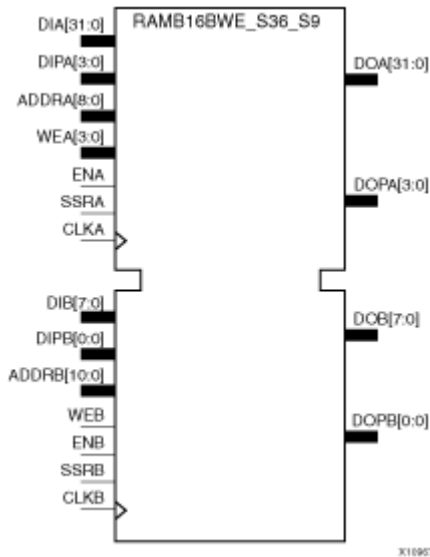 RAMB16BWE_S36_S9
DIA[31:0]
DIPA[3:0]
ADDRA[8:0]
WEA[3:0]
ENA
SSRA
CLKA
DOA[31:0]
DOPA[3:0]
DIB[7:0]
DIPB[0:0]
ADDRB[10:0]
WEB
ENB
SSRB
CLKB
DOB[7:0]
DOPB[0:0]